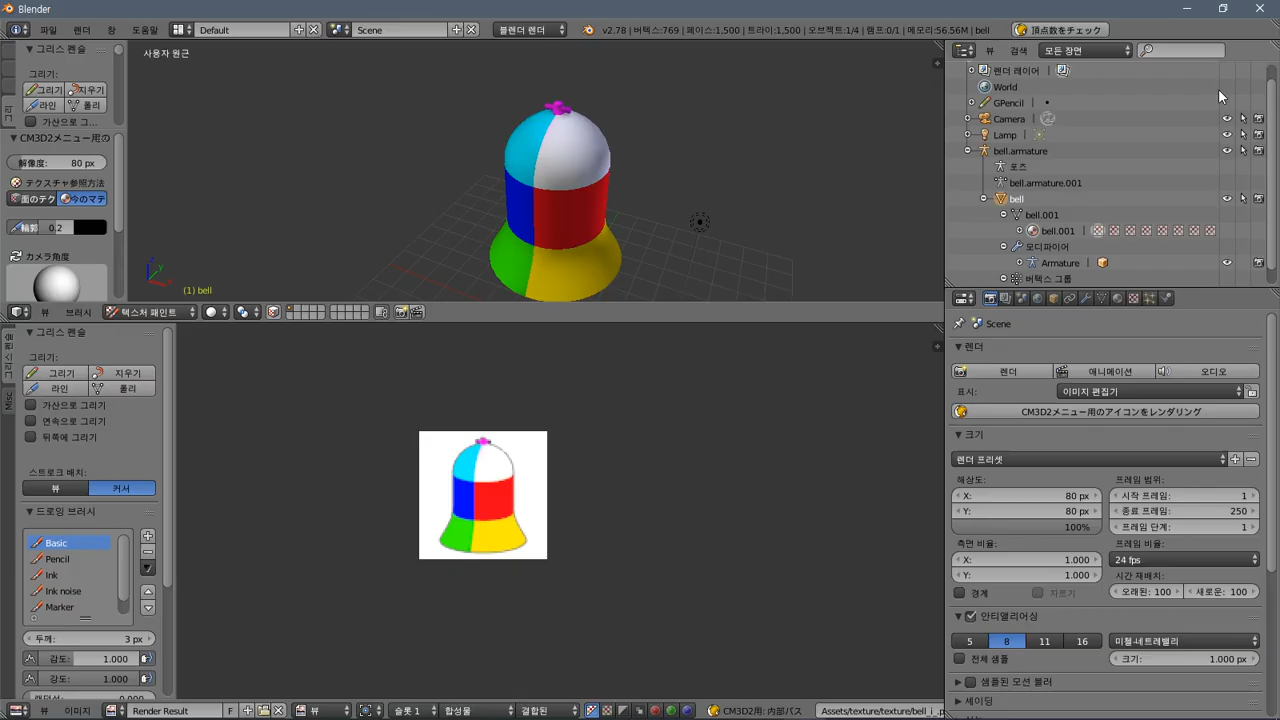 Blender
파일 렌더 창 도움말 Default Scene 블렌더 렌더 v2.78 | 버텍스:769 | 페이스:1,500 | 트라이:1,500 | 오브젝트:1/4 | 램프:0/1 | 메모리:56.56M | bell 頂点数をチェック
그리스 펜슬
그리기:
그리기 지우기
라인 폴리
가산으로 그...
CM3D2メニュー用の
解像度: 80 px
テクスチャ参照方法
面のテク 今のマテ
輪郭 0.2
カメラ角度
사용자 원근
(1) bell
뷰 브러시 텍스처 페인트
뷰 검색 모든 장면
렌더 레이어
World
GPencil
Camera
Lamp
bell.armature
포즈
bell.armature.001
bell
bell.001
bell.001
모디파이어
Armature
버텍스 그룹
그리스 펜슬
Misc
그리기:
그리기 지우기
라인 폴리
가산으로 그리기
연속으로 그리기
뒤쪽에 그리기
스트로크 배치:
뷰 커서
드로잉 브러시
Basic
Pencil
Ink
Ink noise
Marker
두께: 3 px
감도: 1.000
강도: 1.000
0.000
뷰 이미지 Render Result F 뷰 슬롯 1 합성물 결합된 CM3D2用: 内部パス Assets/texture/texture/bell_i_.p
Scene
렌더
렌더 애니메이션 오디오
표시: 이미지 편집기
CM3D2メニュー用のアイコンをレンダリング
크기
렌더 프리셋
해상도: 프레임 범위:
X: 80 px 시작 프레임: 1
Y: 80 px 종료 프레임: 250
100% 프레임 단계: 1
측면 비율: 프레임 비율:
X: 1.000 24 fps
Y: 1.000 시간 재배치:
경계 자르기 오래된: 100 새로운: 100
안티앨리어싱
5 8 11 16 미첼-네트레밸리
전체 샘플 크기: 1.000 px
샘플된 모션 블러
셰이딩